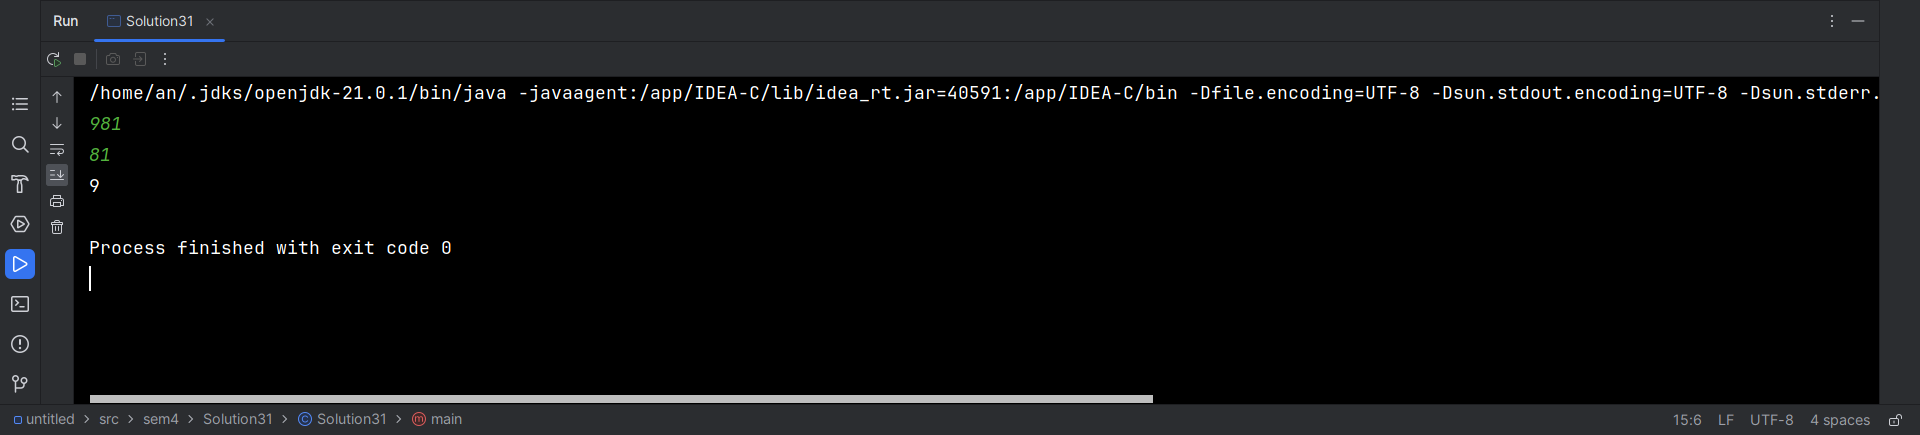 Run Solution31
/home/an/.jdks/openjdk-21.0.1/bin/java -javaagent:/app/IDEA-C/lib/idea_rt.jar=40591:/app/IDEA-C/bin -Dfile.encoding=UTF-8 -Dsun.stdout.encoding=UTF-8 -Dsun.stderr.
981
81
9
Process finished with exit code 0
untitled > src > sem4 > Solution31 > Solution31 > main 15:6 LF UTF-8 4 spaces